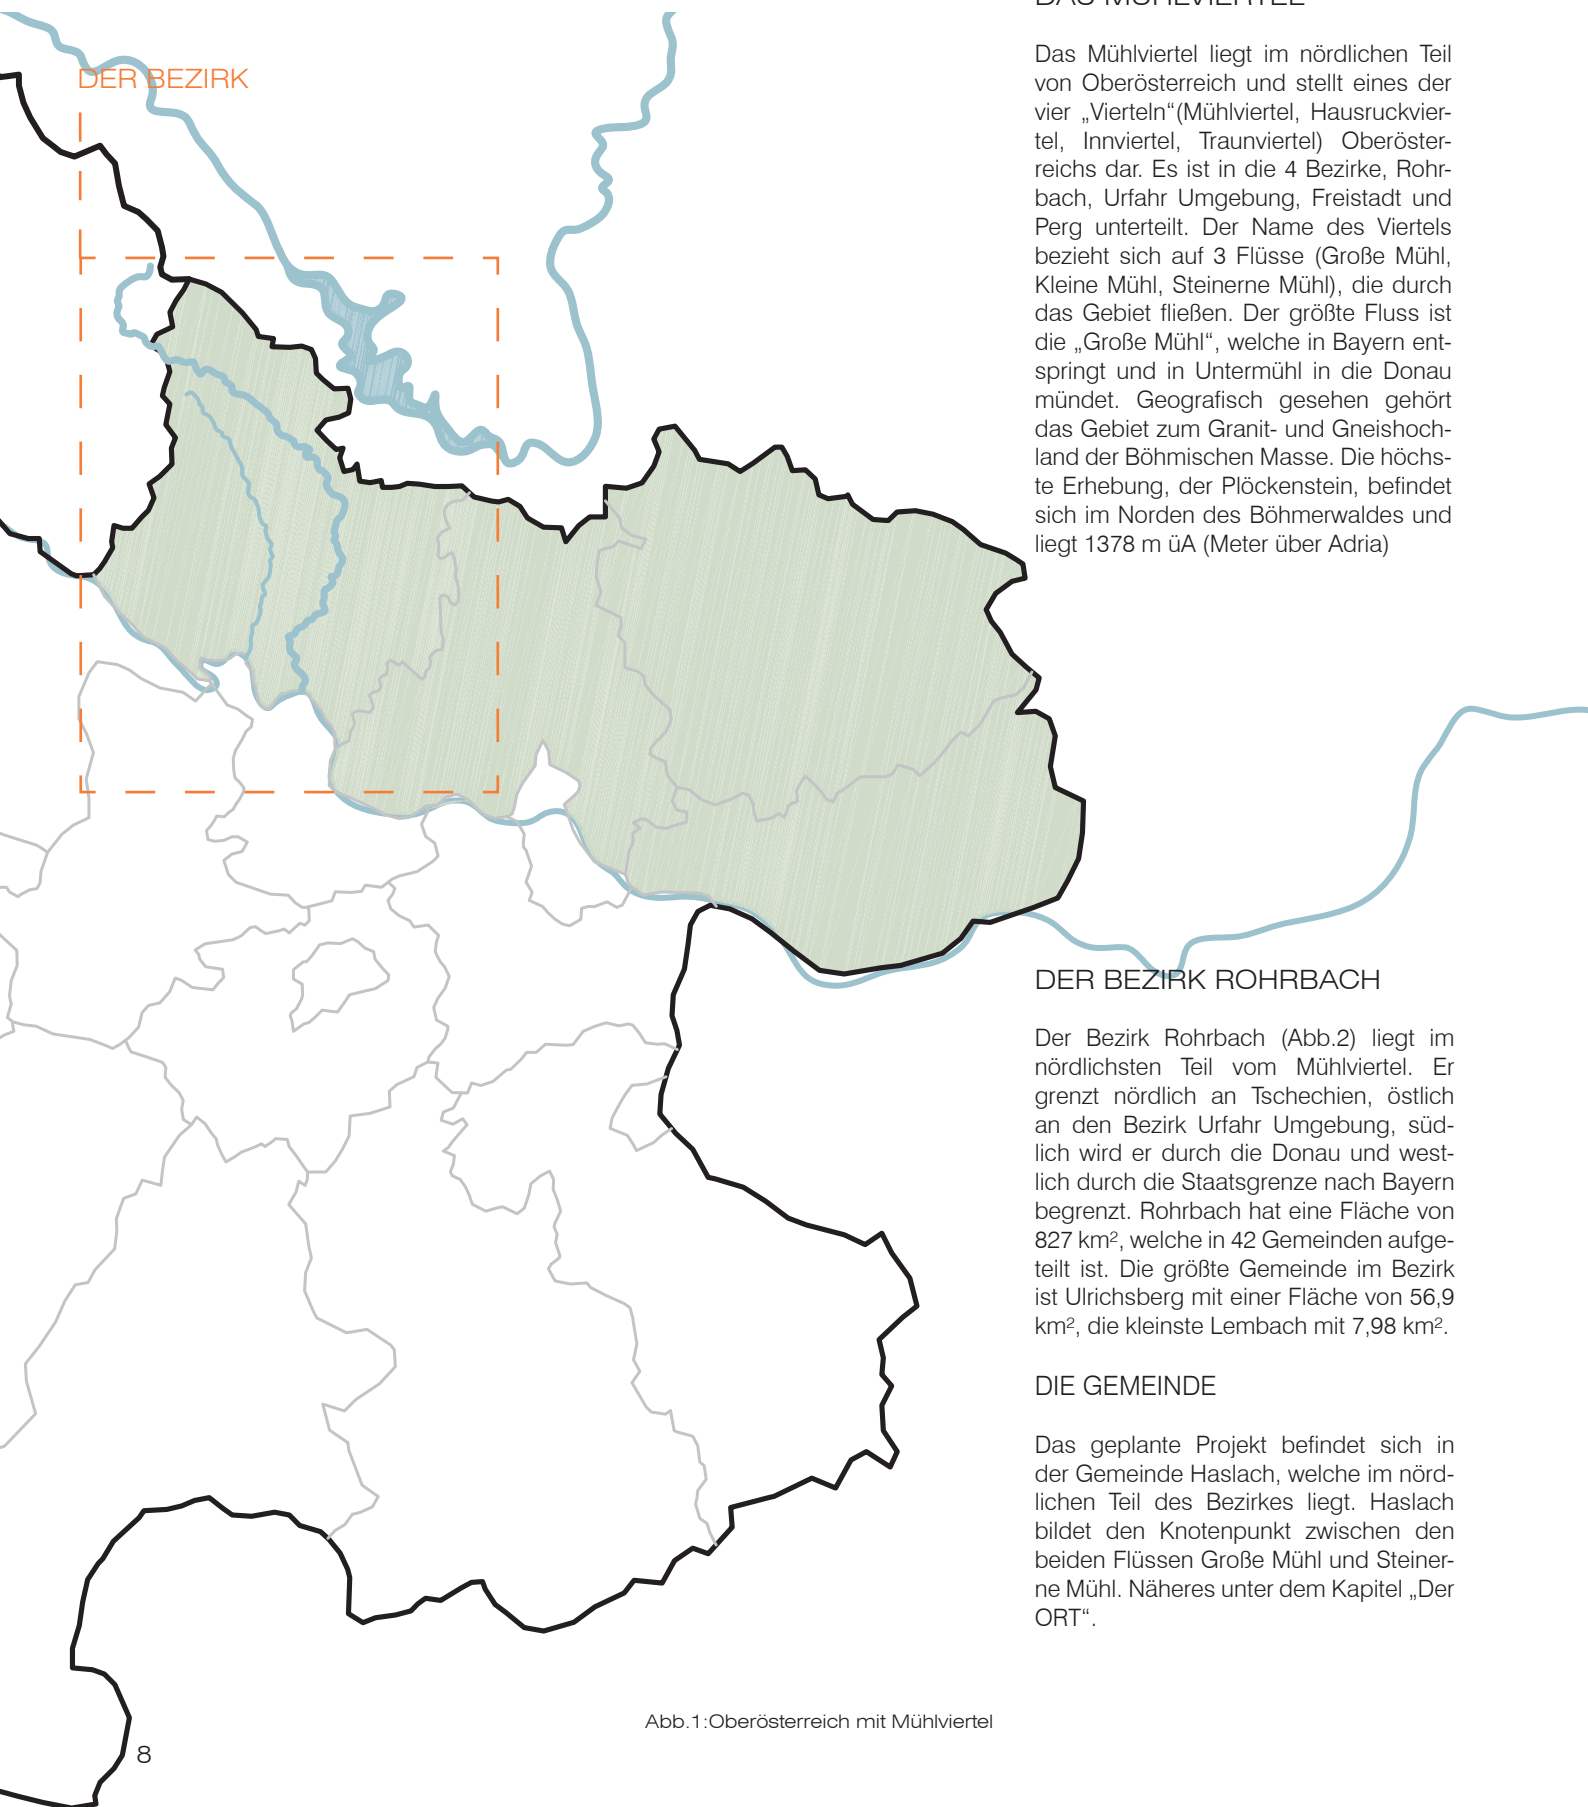 DAS MÜHLVIERTEL
DER BEZIRK
Das Mühlviertel liegt im nördlichen Teil
von Oberösterreich und stellt eines der
vier „Vierteln“(Mühlviertel, Hausruckvier-
tel, Innviertel, Traunviertel) Oberöster-
reichs dar. Es ist in die 4 Bezirke, Rohr-
bach, Urfahr Umgebung, Freistadt und
Perg unterteilt. Der Name des Viertels
bezieht sich auf 3 Flüsse (Große Mühl,
Kleine Mühl, Steinerne Mühl), die durch
das Gebiet fließen. Der größte Fluss ist
die „Große Mühl“, welche in Bayern ent-
springt und in Untermühl in die Donau
mündet. Geografisch gesehen gehört
das Gebiet zum Granit- und Gneishoch-
land der Böhmischen Masse. Die höchs-
te Erhebung, der Plöckenstein, befindet
sich im Norden des Böhmerwaldes und
liegt 1378 m üA (Meter über Adria)
DER BEZIRK ROHRBACH
Der Bezirk Rohrbach (Abb.2) liegt im
nördlichsten Teil vom Mühlviertel. Er
grenzt nördlich an Tschechien, östlich
an den Bezirk Urfahr Umgebung, süd-
lich wird er durch die Donau und west-
lich durch die Staatsgrenze nach Bayern
begrenzt. Rohrbach hat eine Fläche von
827 km², welche in 42 Gemeinden aufge-
teilt ist. Die größte Gemeinde im Bezirk
ist Ulrichsberg mit einer Fläche von 56,9
km², die kleinste Lembach mit 7,98 km².
DIE GEMEINDE
Das geplante Projekt befindet sich in
der Gemeinde Haslach, welche im nörd-
lichen Teil des Bezirkes liegt. Haslach
bildet den Knotenpunkt zwischen den
beiden Flüssen Große Mühl und Steiner-
ne Mühl. Näheres unter dem Kapitel „Der
ORT“.
Abb.1:Oberösterreich mit Mühlviertel
8